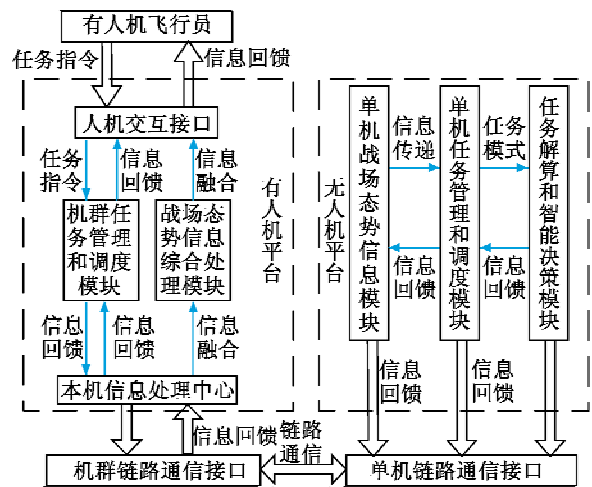 有人机飞行员
任务指令
信息回馈
人机交互接口
任务
指令
信息
回馈
信息
融合
机群任
务管理
和调度
模块
战场态
势信息
综合处
理模块
有人机平台
信息
回馈
信息
回馈
信息
融合
本机信息处理中心
信息回馈
机群链路通信接口
链路
通信
无人机平台
单机战场态势信息模块
信息
传递
信息
回馈
单机任务管理和调度模块
任务
模式
信息
回馈
任务解算和智能决策模块
信息
回馈
信息
回馈
单机链路通信接口